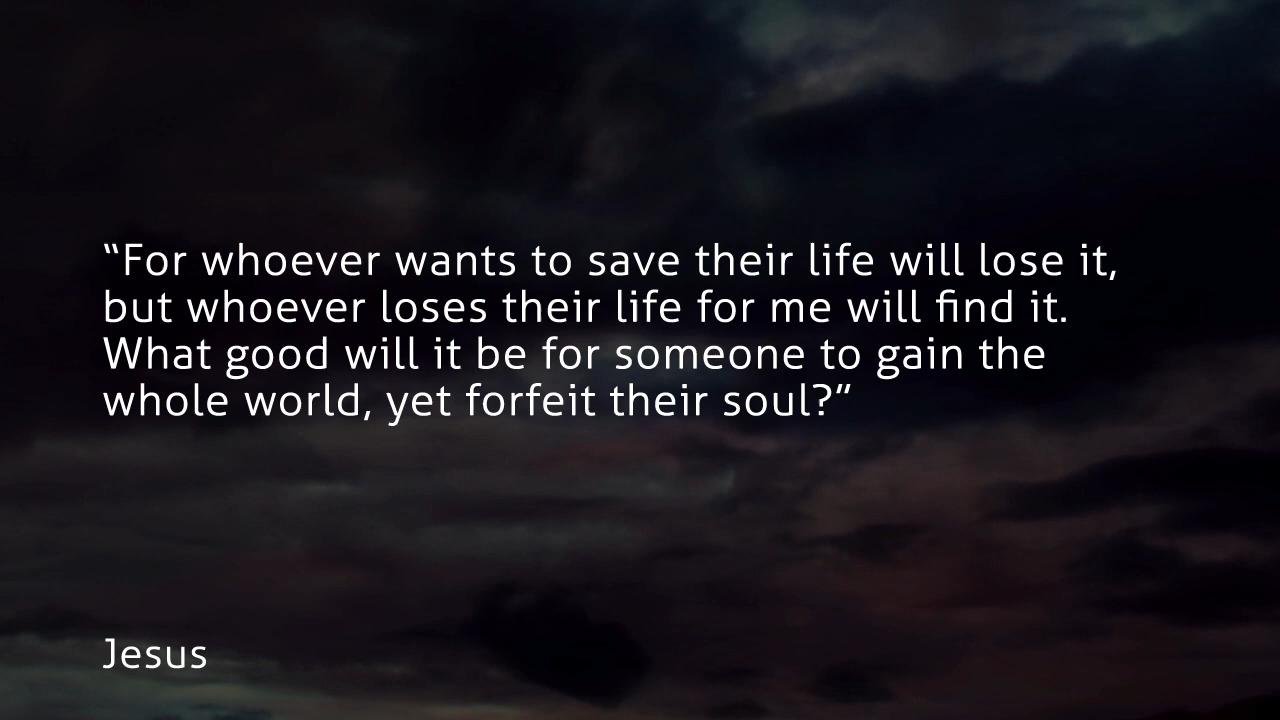 “For whoever wants to save their life will lose it,
but whoever loses their life for me will find it.
What good will it be for someone to gain the
whole world, yet forfeit their soul?”
Jesus